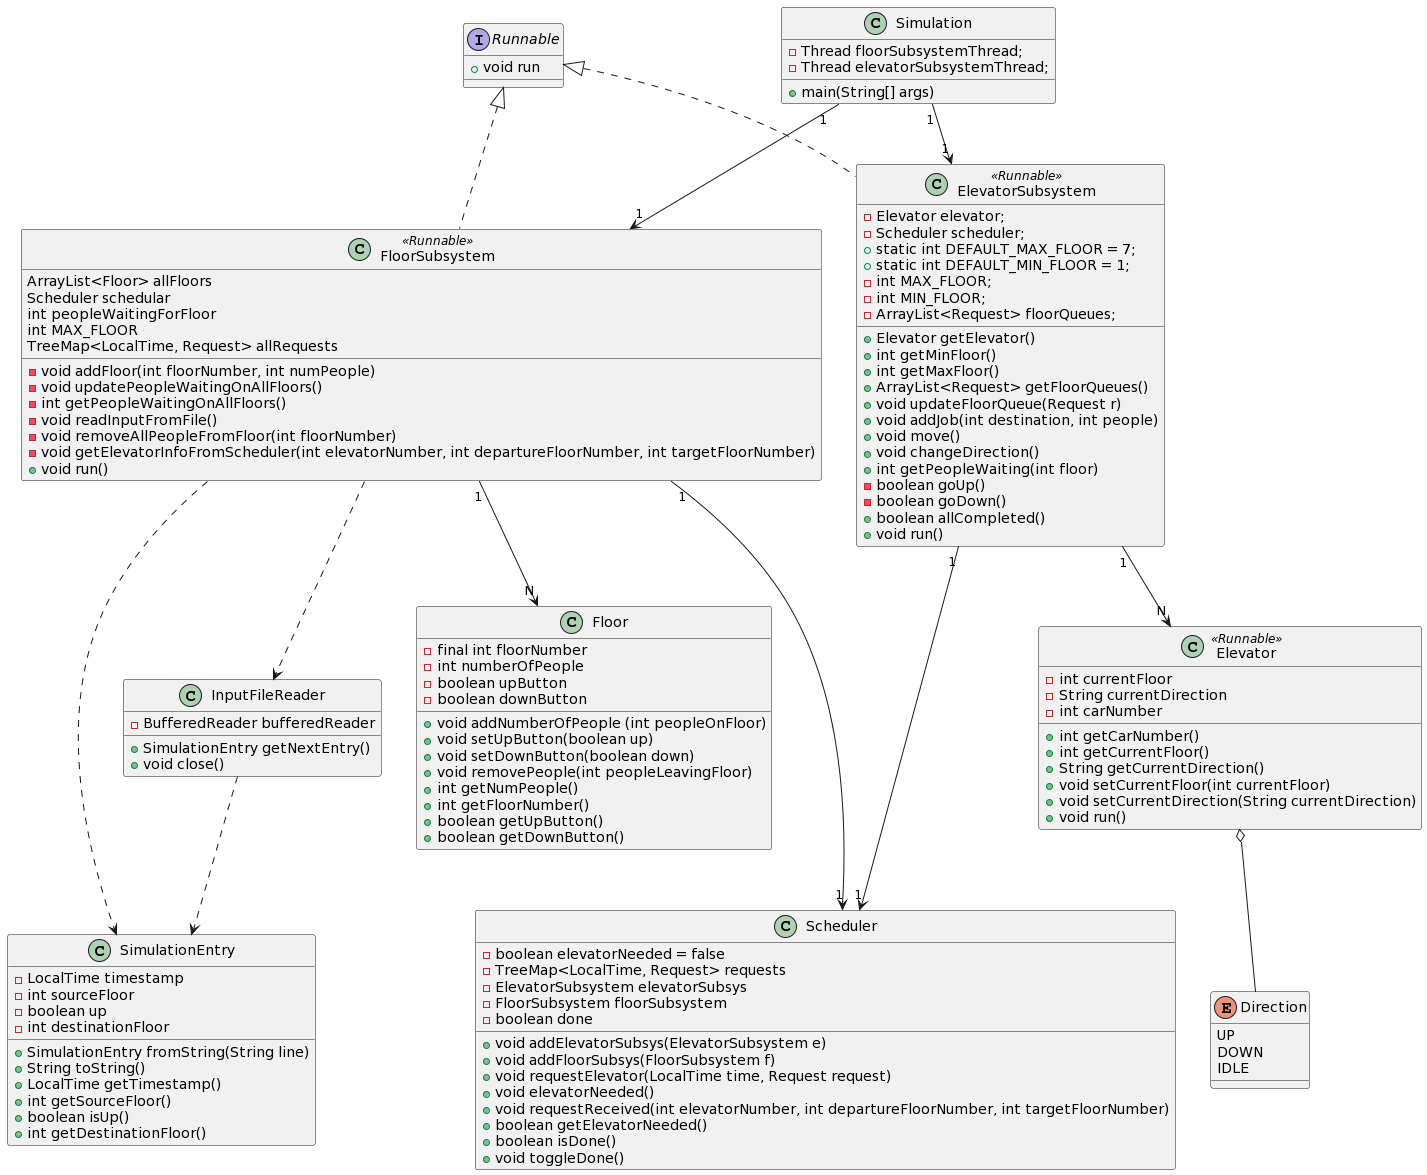 Runnable
void run
Simulation
Thread floorSubsystemThread;
Thread elevatorSubsystemThread;
main(String[] args)
1
1
1
1
«Runnable»
ElevatorSubsystem
Elevator elevator;
Scheduler scheduler;
static int DEFAULT_MAX_FLOOR = 7;
static int DEFAULT_MIN_FLOOR = 1;
int MAX_FLOOR;
int MIN_FLOOR;
ArrayList<Request> floorQueues;
Elevator getElevator()
int getMinFloor()
int getMaxFloor()
ArrayList<Request> getFloorQueues()
void updateFloorQueue(Request r)
void addJob(int destination, int people)
void move()
void changeDirection()
int getPeopleWaiting(int floor)
boolean goUp()
boolean goDown()
boolean allCompleted()
void run()
«Runnable»
FloorSubsystem
ArrayList<Floor> allFloors
Scheduler schedular
int peopleWaitingForFloor
int MAX_FLOOR
TreeMap<LocalTime, Request> allRequests
void addFloor(int floorNumber, int numPeople)
void updatePeopleWaitingOnAllFloors()
int getPeopleWaitingOnAllFloors()
void readInputFromFile()
void removeAllPeopleFromFloor(int floorNumber)
void getElevatorInfoFromScheduler(int elevatorNumber, int departureFloorNumber, int targetFloorNumber)
void run()
1
1
1
1
N
N
Floor
final int floorNumber
int numberOfPeople
boolean upButton
boolean downButton
void addNumberOfPeople (int peopleOnFloor)
void setUpButton(boolean up)
void setDownButton(boolean down)
void removePeople(int peopleLeavingFloor)
int getNumPeople()
int getFloorNumber()
boolean getUpButton()
boolean getDownButton()
«Runnable»
Elevator
int currentFloor
String currentDirection
int carNumber
int getCarNumber()
int getCurrentFloor()
String getCurrentDirection()
void setCurrentFloor(int currentFloor)
void setCurrentDirection(String currentDirection)
void run()
InputFileReader
BufferedReader bufferedReader
SimulationEntry getNextEntry()
void close()
1
1
SimulationEntry
LocalTime timestamp
int sourceFloor
boolean up
int destinationFloor
SimulationEntry fromString(String line)
String toString()
LocalTime getTimestamp()
int getSourceFloor()
boolean isUp()
int getDestinationFloor()
Scheduler
boolean elevatorNeeded = false
TreeMap<LocalTime, Request> requests
ElevatorSubsystem elevatorSubsys
FloorSubsystem floorSubsystem
boolean done
void addElevatorSubsys(ElevatorSubsystem e)
void addFloorSubsys(FloorSubsystem f)
void requestElevator(LocalTime time, Request request)
void elevatorNeeded()
void requestReceived(int elevatorNumber, int departureFloorNumber, int targetFloorNumber)
boolean getElevatorNeeded()
boolean isDone()
void toggleDone()
Direction
UP
DOWN
IDLE